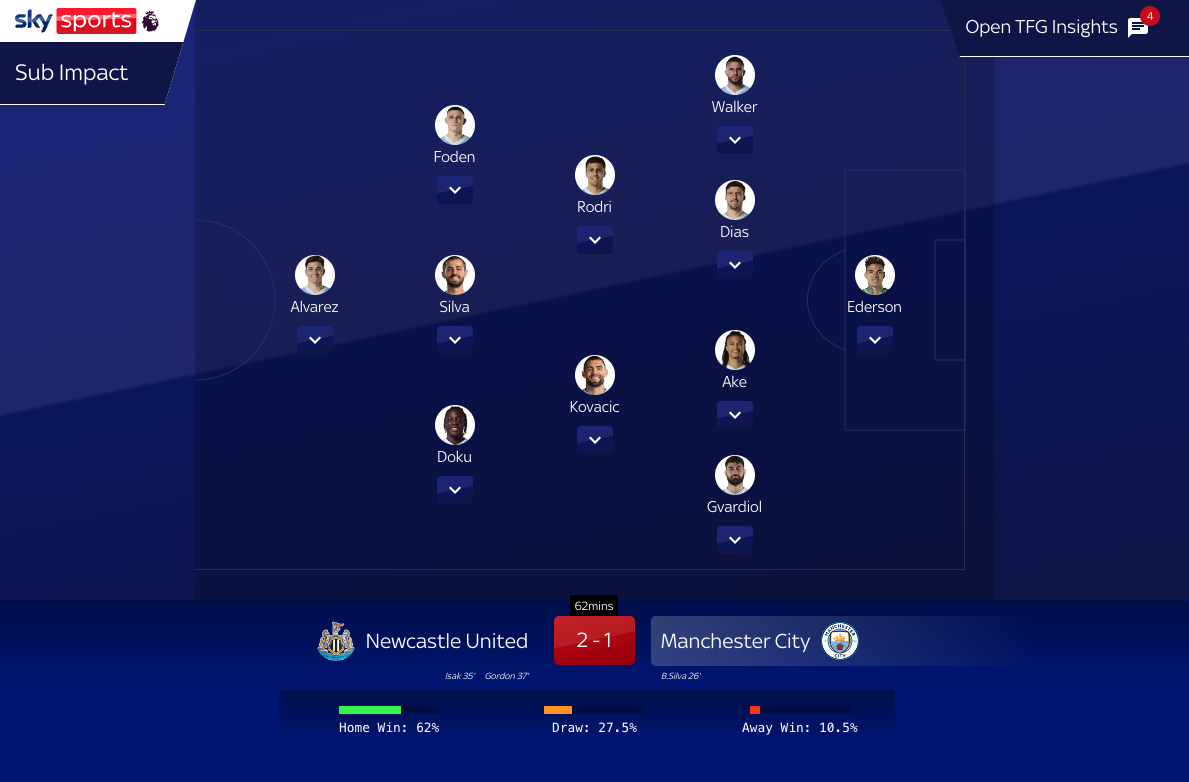 sky sports
Open TFG Insights
4
Sub Impact
Walker
Foden
Rodri
Dias
Alvarez
Silva
Ederson
Ake
Kovacic
Doku
Gvardiol
62mins
Newcastle United
2 - 1
Manchester City
MANCHESTER
CITY
Isak 35' Gordon 37'
B.Silva 26'
Home Win: 62%
Draw: 27.5%
Away Win: 10.5%